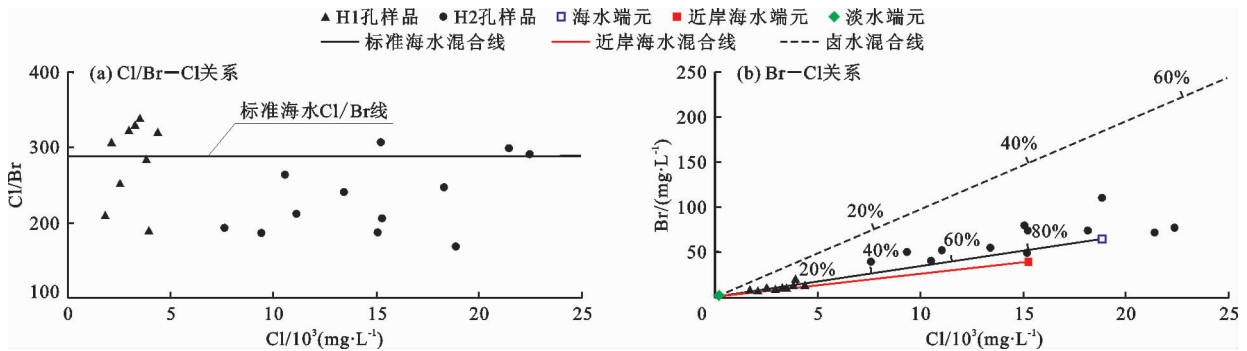 H1孔样品 H2孔样品 海水端元 近岸海水端元 淡水端元
标准海水混合线 近岸海水混合线 卤水混合线
(a) Cl/Br—Cl关系
标准海水Cl/Br线
400
300
200
100
Cl/Br
0 5 10 15 20 25
Cl/10³(mg·L⁻¹)
(b) Br—Cl关系
250
200
150
100
50
Br/(mg·L⁻¹)
60%
40%
20%
20% 40% 60% 80%
0 5 10 15 20 25
Cl/10³(mg·L⁻¹)